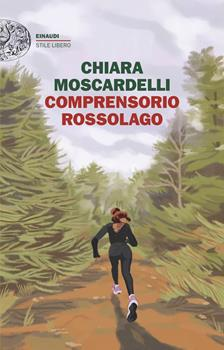 EINAUDI
STILE LIBERO
CHIARA
MOSCARDELLI
COMPRENSORIO
ROSSOLAGO